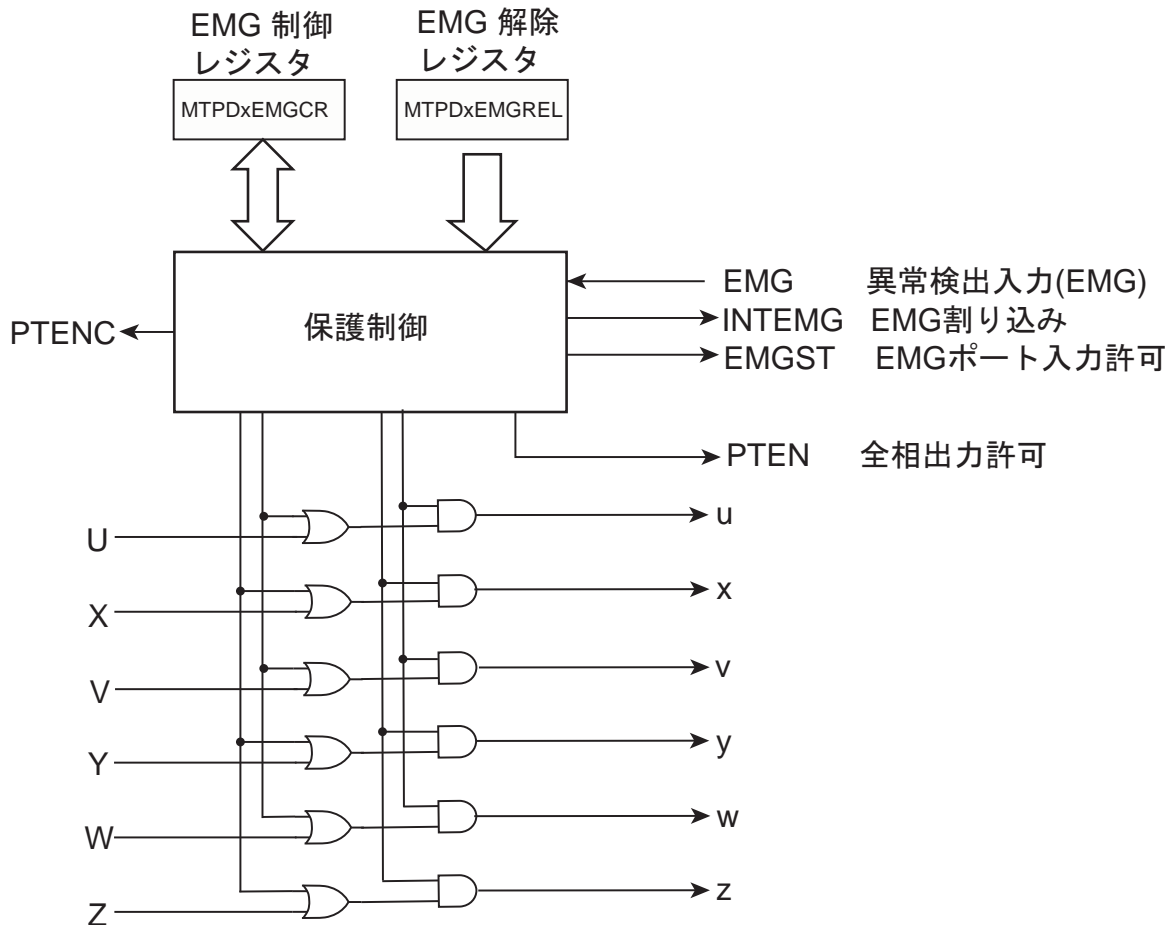 EMG 制御
レジスタ
EMG 解除
レジスタ
MTPDxEMGCR
MTPDxEMGREL
保護制御
PTENC
EMG 異常検出入力(EMG)
INTEMG EMG割り込み
EMGST EMGポート入力許可
PTEN 全相出力許可
U
u
X
x
V
v
Y
y
W
w
Z
z